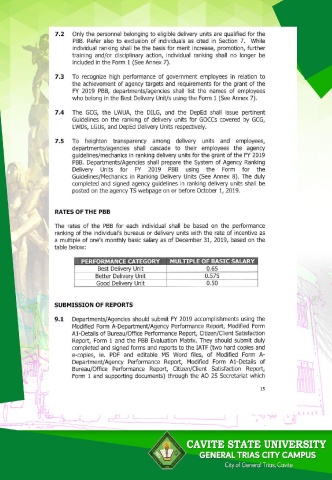 7.2 Only the personnel belonging to eligible delivery units are qualified for the
PBB. Refer also to exclusion of individuals as cited in Section 7. While
individual ranking shall be the basis for merit increase, promotion, further
training and/or disciplinary action, individual ranking shall no longer be
included in the Form 1 (See Annex 7).
7.3 To recognize high performance of government employees in relation to
the achievement of agency targets and requirements for the grant of the
FY 2019 PBB, departments/agencies shall list the names of employees
who belong in the Best Delivery Unit/s using the Form 1 (See Annex 7).
7.4 The GCG, the LWUA, the DILG, and the DepEd shall issue pertinent
Guidelines on the ranking of delivery units for GOCCs covered by GCG,
LWDs, LGUs, and DepEd Delivery Units respectively.
7.5 To heighten transparency among delivery units and employees,
departments/agencies shall cascade to their employees the agency
guidelines/mechanics in ranking delivery units for the grant of the FY 2019
PBB. Departments/Agencies shall prepare the System of Agency Ranking
Delivery Units for FY 2019 PBB using the Form for the
Guidelines/Mechanics in Ranking Delivery Units (See Annex 8). The duly
completed and signed agency guidelines in ranking delivery units shall be
posted on the agency TS webpage on or before October 1, 2019.
RATES OF THE PBB
The rates of the PBB for each individual shall be based on the performance
ranking of the individual's bureaus or delivery units with the rate of incentive as
a multiple of one's monthly basic salary as of December 31, 2019, based on the
table below:
PERFORMANCE CATEGORY MULTIPLE OF BASIC SALARY
Best Delivery Unit 0.65
Better Delivery Unit 0.575
Good Delivery Unit 0.50
SUBMISSION OF REPORTS
9.1 Departments/Agencies should submit FY 2019 accomplishments using the
Modified Form A-Department/Agency Performance Report, Modified Form
A1-Details of Bureau/Office Performance Report, Citizen/Client Satisfaction
Report, Form 1 and the PBB Evaluation Matrix. They should submit duly
completed and signed forms and reports to the IATF (two hard copies and
e-copies, ie. PDF and editable MS Word files, of Modified Form A-
Department/Agency Performance Report, Modified Form A1-Details of
Bureau/Office Performance Report, Citizen/Client Satisfaction Report,
Form 1 and supporting documents) through the AO 25 Secretariat which
15
CAVITE STATE UNIVERSITY
GENERAL TRIAS CITY CAMPUS
City of General Trias, Cavite